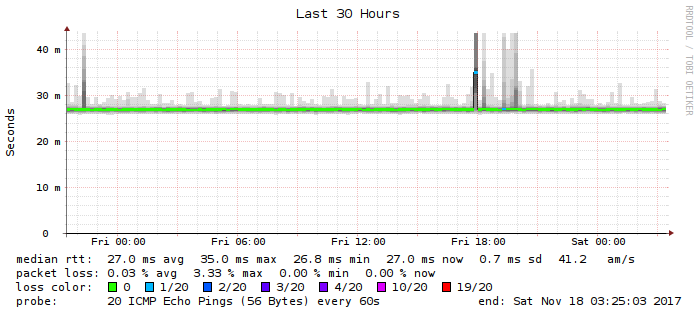 Last 30 Hours
RRDTOOL / TOBI OETIKER
Seconds
40 m
30 m
20 m
10 m
0
Fri 00:00 Fri 06:00 Fri 12:00 Fri 18:00 Sat 00:00
median rtt: 27.0 ms avg 35.0 ms max 26.8 ms min 27.0 ms now 0.7 ms sd 41.2 am/s
packet loss: 0.03 % avg 3.33 % max 0.00 % min 0.00 % now
loss color: 0 1/20 2/20 3/20 4/20 10/20 19/20
probe: 20 ICMP Echo Pings (56 Bytes) every 60s end: Sat Nov 18 03:25:03 2017